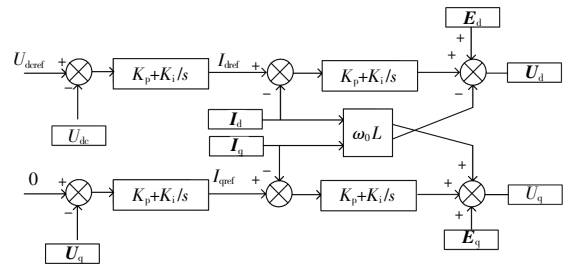 E_d
+
U_dcref + K_p+K_i/s I_dref + K_p+K_i/s + + U_d
− − −
U_dc I_d ω_0 L
I_q
0 + K_p+K_i/s I_qref + − K_p+K_i/s + + U_q
− +
U_q E_q